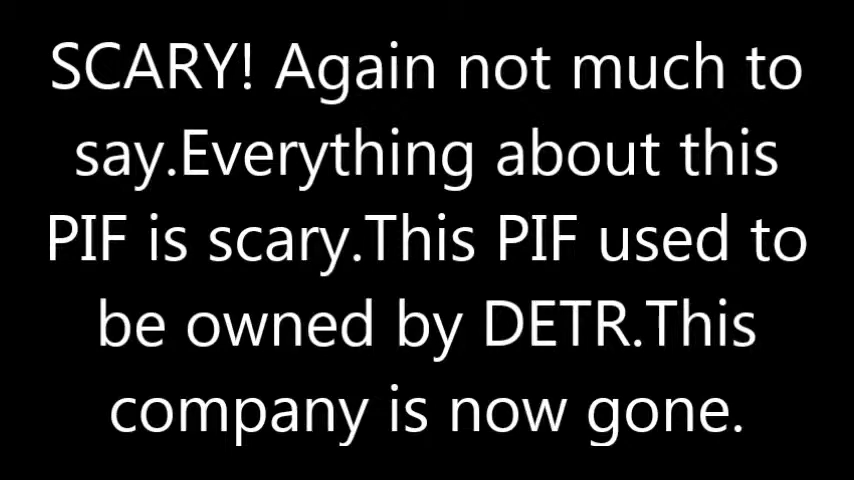 SCARY! Again not much to
say.Everything about this
PIF is scary.This PIF used to
be owned by DETR.This
company is now gone.